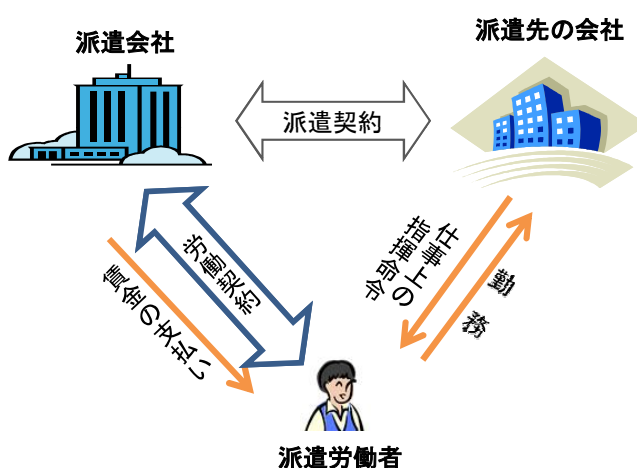 派遣会社
派遣先の会社
派遣契約
労働契約
賃金の支払い
仕事上の
指揮命令
勤務
派遣労働者